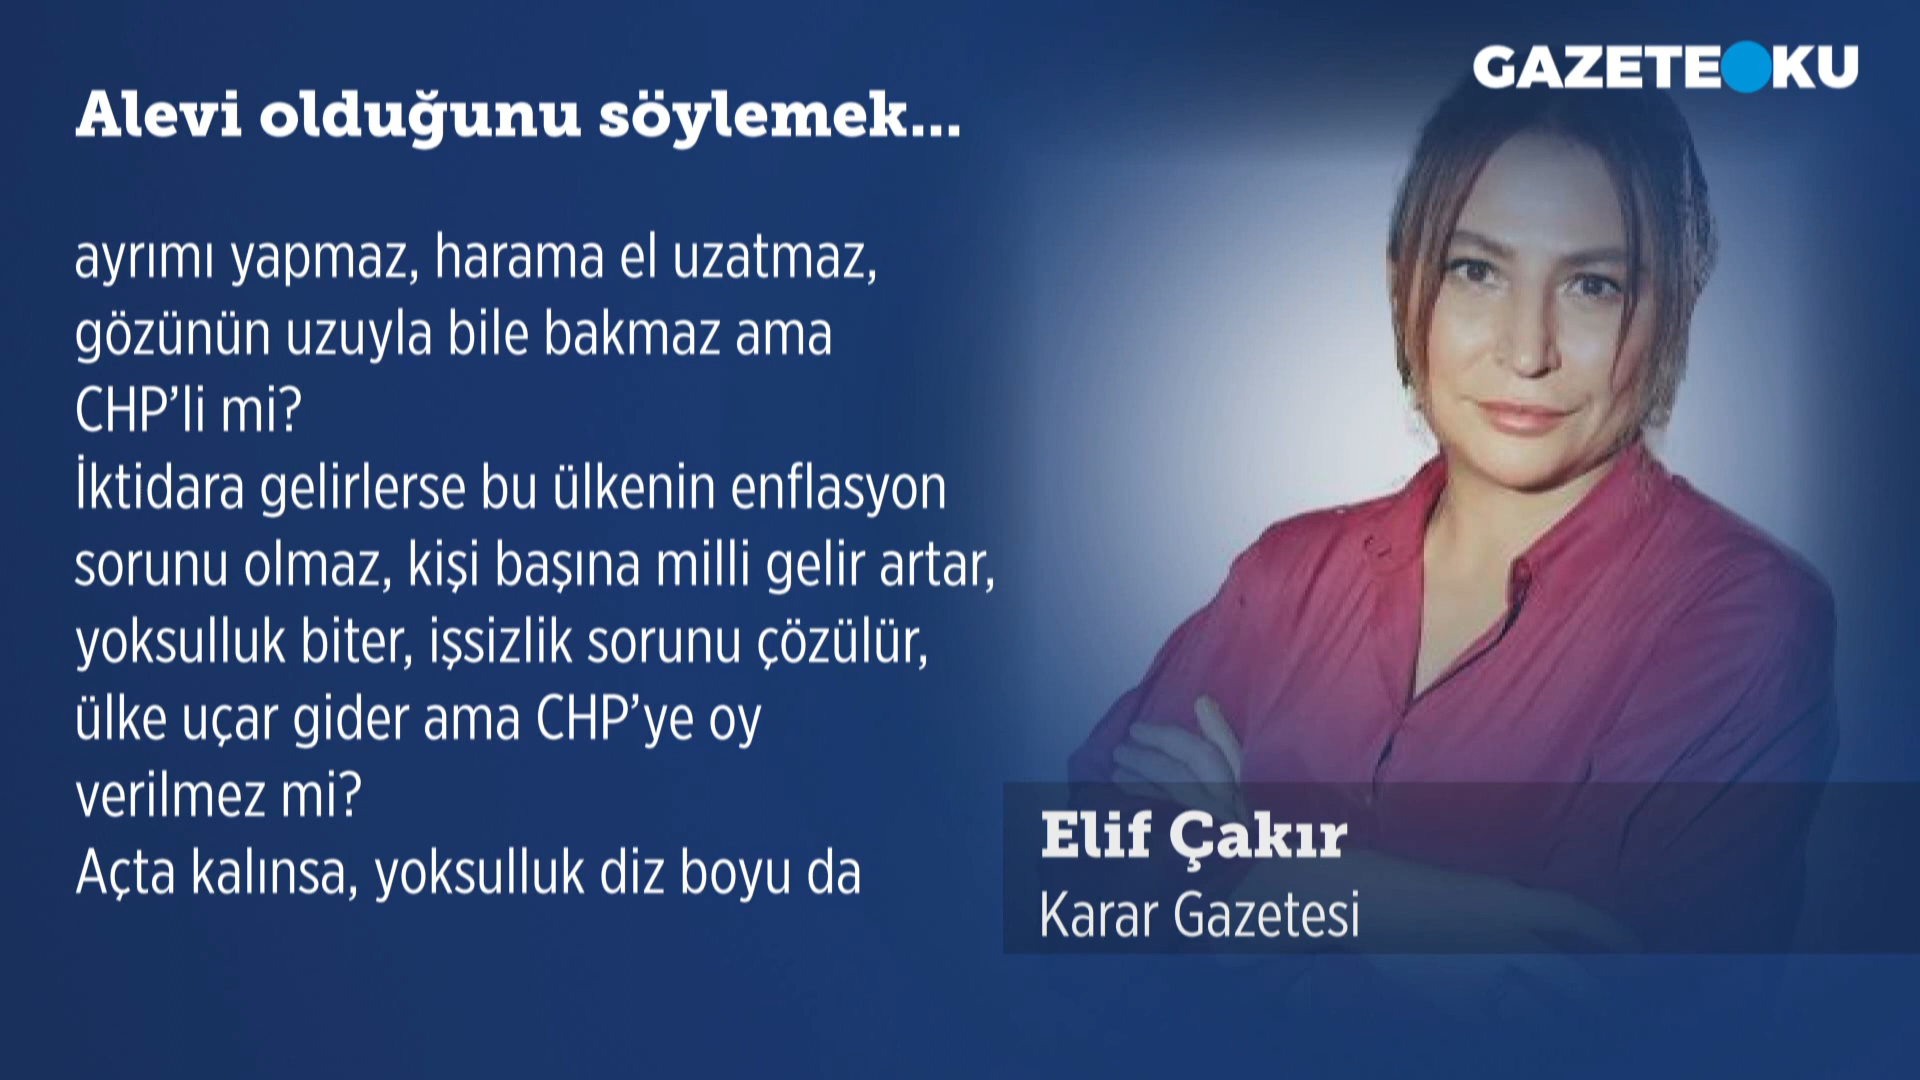 GAZETEOKU
Alevi olduğunu söylemek...
ayrımı yapmaz, harama el uzatmaz,
gözünün uzuyla bile bakmaz ama
CHP’li mi?
İktidara gelirlerse bu ülkenin enflasyon
sorunu olmaz, kişi başına milli gelir artar,
yoksulluk biter, işsizlik sorunu çözülür,
ülke uçar gider ama CHP’ye oy
verilmez mi?
Açta kalınsa, yoksulluk diz boyu da
Elif Çakır
Karar Gazetesi